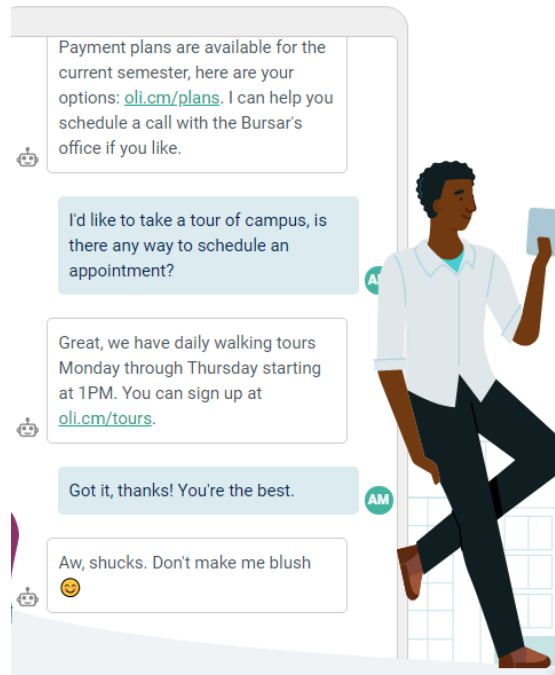 Payment plans are available for the
current semester, here are your
options: oli.cm/plans. I can help you
schedule a call with the Bursar's
office if you like.
I'd like to take a tour of campus, is
there any way to schedule an
appointment?
Great, we have daily walking tours
Monday through Thursday starting
at 1PM. You can sign up at
oli.cm/tours.
Got it, thanks! You're the best.
AM
Aw, shucks. Don't make me blush
😊